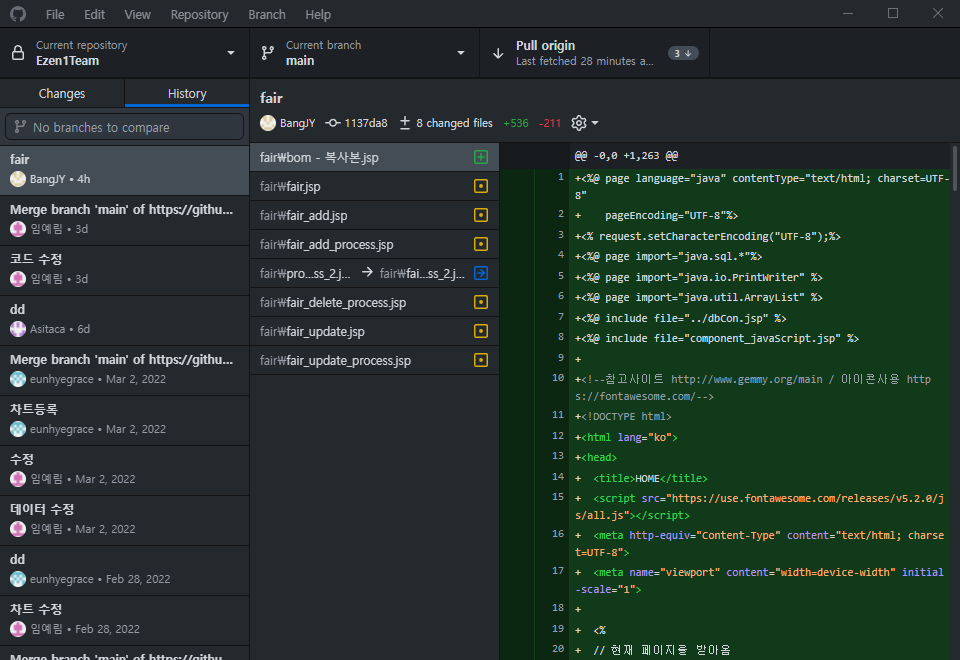 File Edit View Repository Branch Help
Current repository
Ezen1Team
Current branch
main
Pull origin
Last fetched 28 minutes a...
3
Changes
History
No branches to compare
fair
BangJY • 4h
Merge branch 'main' of https://githu...
임예림 • 3d
코드 수정
임예림 • 3d
dd
Asitaca • 6d
Merge branch 'main' of https://githu...
eunhyegrace • Mar 2, 2022
차트등록
eunhyegrace • Mar 2, 2022
수정
임예림 • Mar 2, 2022
데이터 수정
임예림 • Mar 2, 2022
dd
eunhyegrace • Feb 28, 2022
차트 수정
임예림 • Feb 28, 2022
Merge branch 'main' of https://githu...
fair
BangJY 1137da8 8 changed files +536 -211
fair₩bom - 복사본.jsp
fair₩fair.jsp
fair₩fair_add.jsp
fair₩fair_add_process.jsp
fair₩pro...ss_2.j... → fair₩fai...ss_2.j...
fair₩fair_delete_process.jsp
fair₩fair_update.jsp
fair₩fair_update_process.jsp
@@ -0,0 +1,263 @@
1 +<%@ page language="java" contentType="text/html; charset=UTF-
8"
2 +    pageEncoding="UTF-8"%>
3 +<% request.setCharacterEncoding("UTF-8");%>
4 +<%@ page import="java.sql.*"%>
5 +<%@ page import="java.io.PrintWriter" %>
6 +<%@ page import="java.util.ArrayList" %>
7 +<%@ include file="../dbCon.jsp" %>
8 +<%@ include file="component_javaScript.jsp" %>
9 +
10 +<!--참고사이트 http://www.gemmy.org/main / 아이콘사용 http
s://fontawesome.com/-->
11 +<!DOCTYPE html>
12 +<html lang="ko">
13 +<head>
14 +  <title>HOME</title>
15 +  <script src="https://use.fontawesome.com/releases/v5.2.0/j
s/all.js"></script>
16 +  <meta http-equiv="Content-Type" content="text/html; charse
t=UTF-8">
17 +  <meta name="viewport" content="width=device-width" initial
-scale="1">
18 +
19 +  <%
20 +  // 현재 페이지를 받아옴